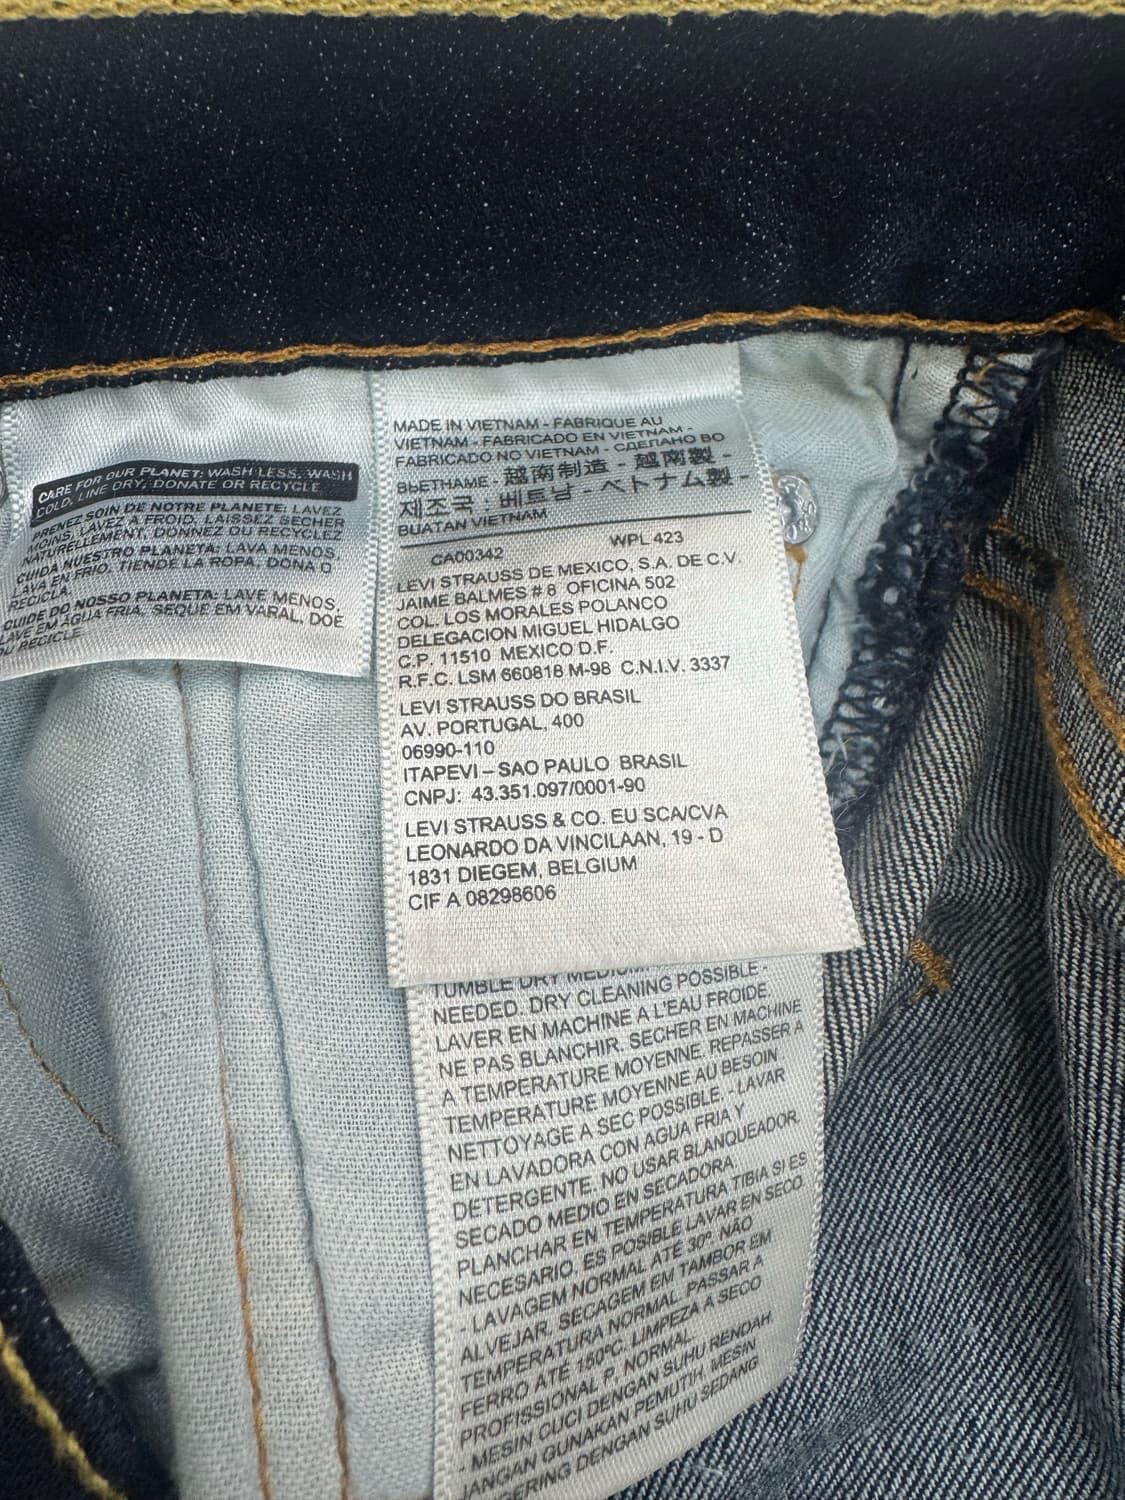 CARE FOR OUR PLANET: WASH LESS, WASH
COLD, LINE DRY, DONATE OR RECYCLE
PRENEZ SOIN DE NOTRE PLANETE: LAVEZ
MOINS, LAVEZ A FROID, LAISSEZ SECHER
NATURELLEMENT, DONNEZ OU RECYCLEZ
CUIDA NUESTRO PLANETA: LAVA MENOS,
LAVA EN FRIO, TIENDE LA ROPA, DONA O
RECICLA.
CUIDE DO NOSSO PLANETA: LAVE MENOS,
LAVE EM ÁGUA FRIA, SEQUE EM VARAL, DOE
OU RECICLE.
MADE IN VIETNAM - FABRIQUE AU
VIETNAM - FABRICADO EN VIETNAM -
FABRICADO NO VIETNAM - СДЕЛАНО ВО
ВЬЕТНАМЕ - 越南制造 - 越南製 -
제조국 : 베트남 - ベトナム製 -
BUATAN VIETNAM
CA00342 WPL 423
LEVI STRAUSS DE MEXICO, S.A. DE C.V.
JAIME BALMES # 8 OFICINA 502
COL. LOS MORALES POLANCO
DELEGACION MIGUEL HIDALGO
C.P. 11510 MEXICO D.F.
R.F.C. LSM 660818 M-98 C.N.I.V. 3337
LEVI STRAUSS DO BRASIL
AV. PORTUGAL, 400
06990-110
ITAPEVI – SAO PAULO BRASIL
CNPJ: 43.351.097/0001-90
LEVI STRAUSS & CO. EU SCA/CVA
LEONARDO DA VINCILAAN, 19 - D
1831 DIEGEM, BELGIUM
CIF A 08298606
TUMBLE DRY MEDIUM
NEEDED. DRY CLEANING POSSIBLE -
LAVER EN MACHINE A L'EAU FROIDE.
NE PAS BLANCHIR. SECHER EN MACHINE
A TEMPERATURE MOYENNE. REPASSER A
TEMPERATURE MOYENNE AU BESOIN
NETTOYAGE A SEC POSSIBLE. - LAVAR
EN LAVADORA CON AGUA FRIA Y
DETERGENTE. NO USAR BLANQUEADOR.
SECADO MEDIO EN SECADORA.
PLANCHAR EN TEMPERATURA TIBIA SI ES
NECESARIO. ES POSIBLE LAVAR EN SECO.
- LAVAGEM NORMAL ATÉ 30º. NÃO
ALVEJAR. SECAGEM EM TAMBOR EM
TEMPERATURA NORMAL. PASSAR A
FERRO ATÉ 150ºC. LIMPEZA A SECO
PROFISSIONAL P. NORMAL.
- MESIN CUCI DENGAN SUHU RENDAH.
JANGAN GUNAKAN PEMUTIH. MESIN
DENGAN SUHU SEDANG